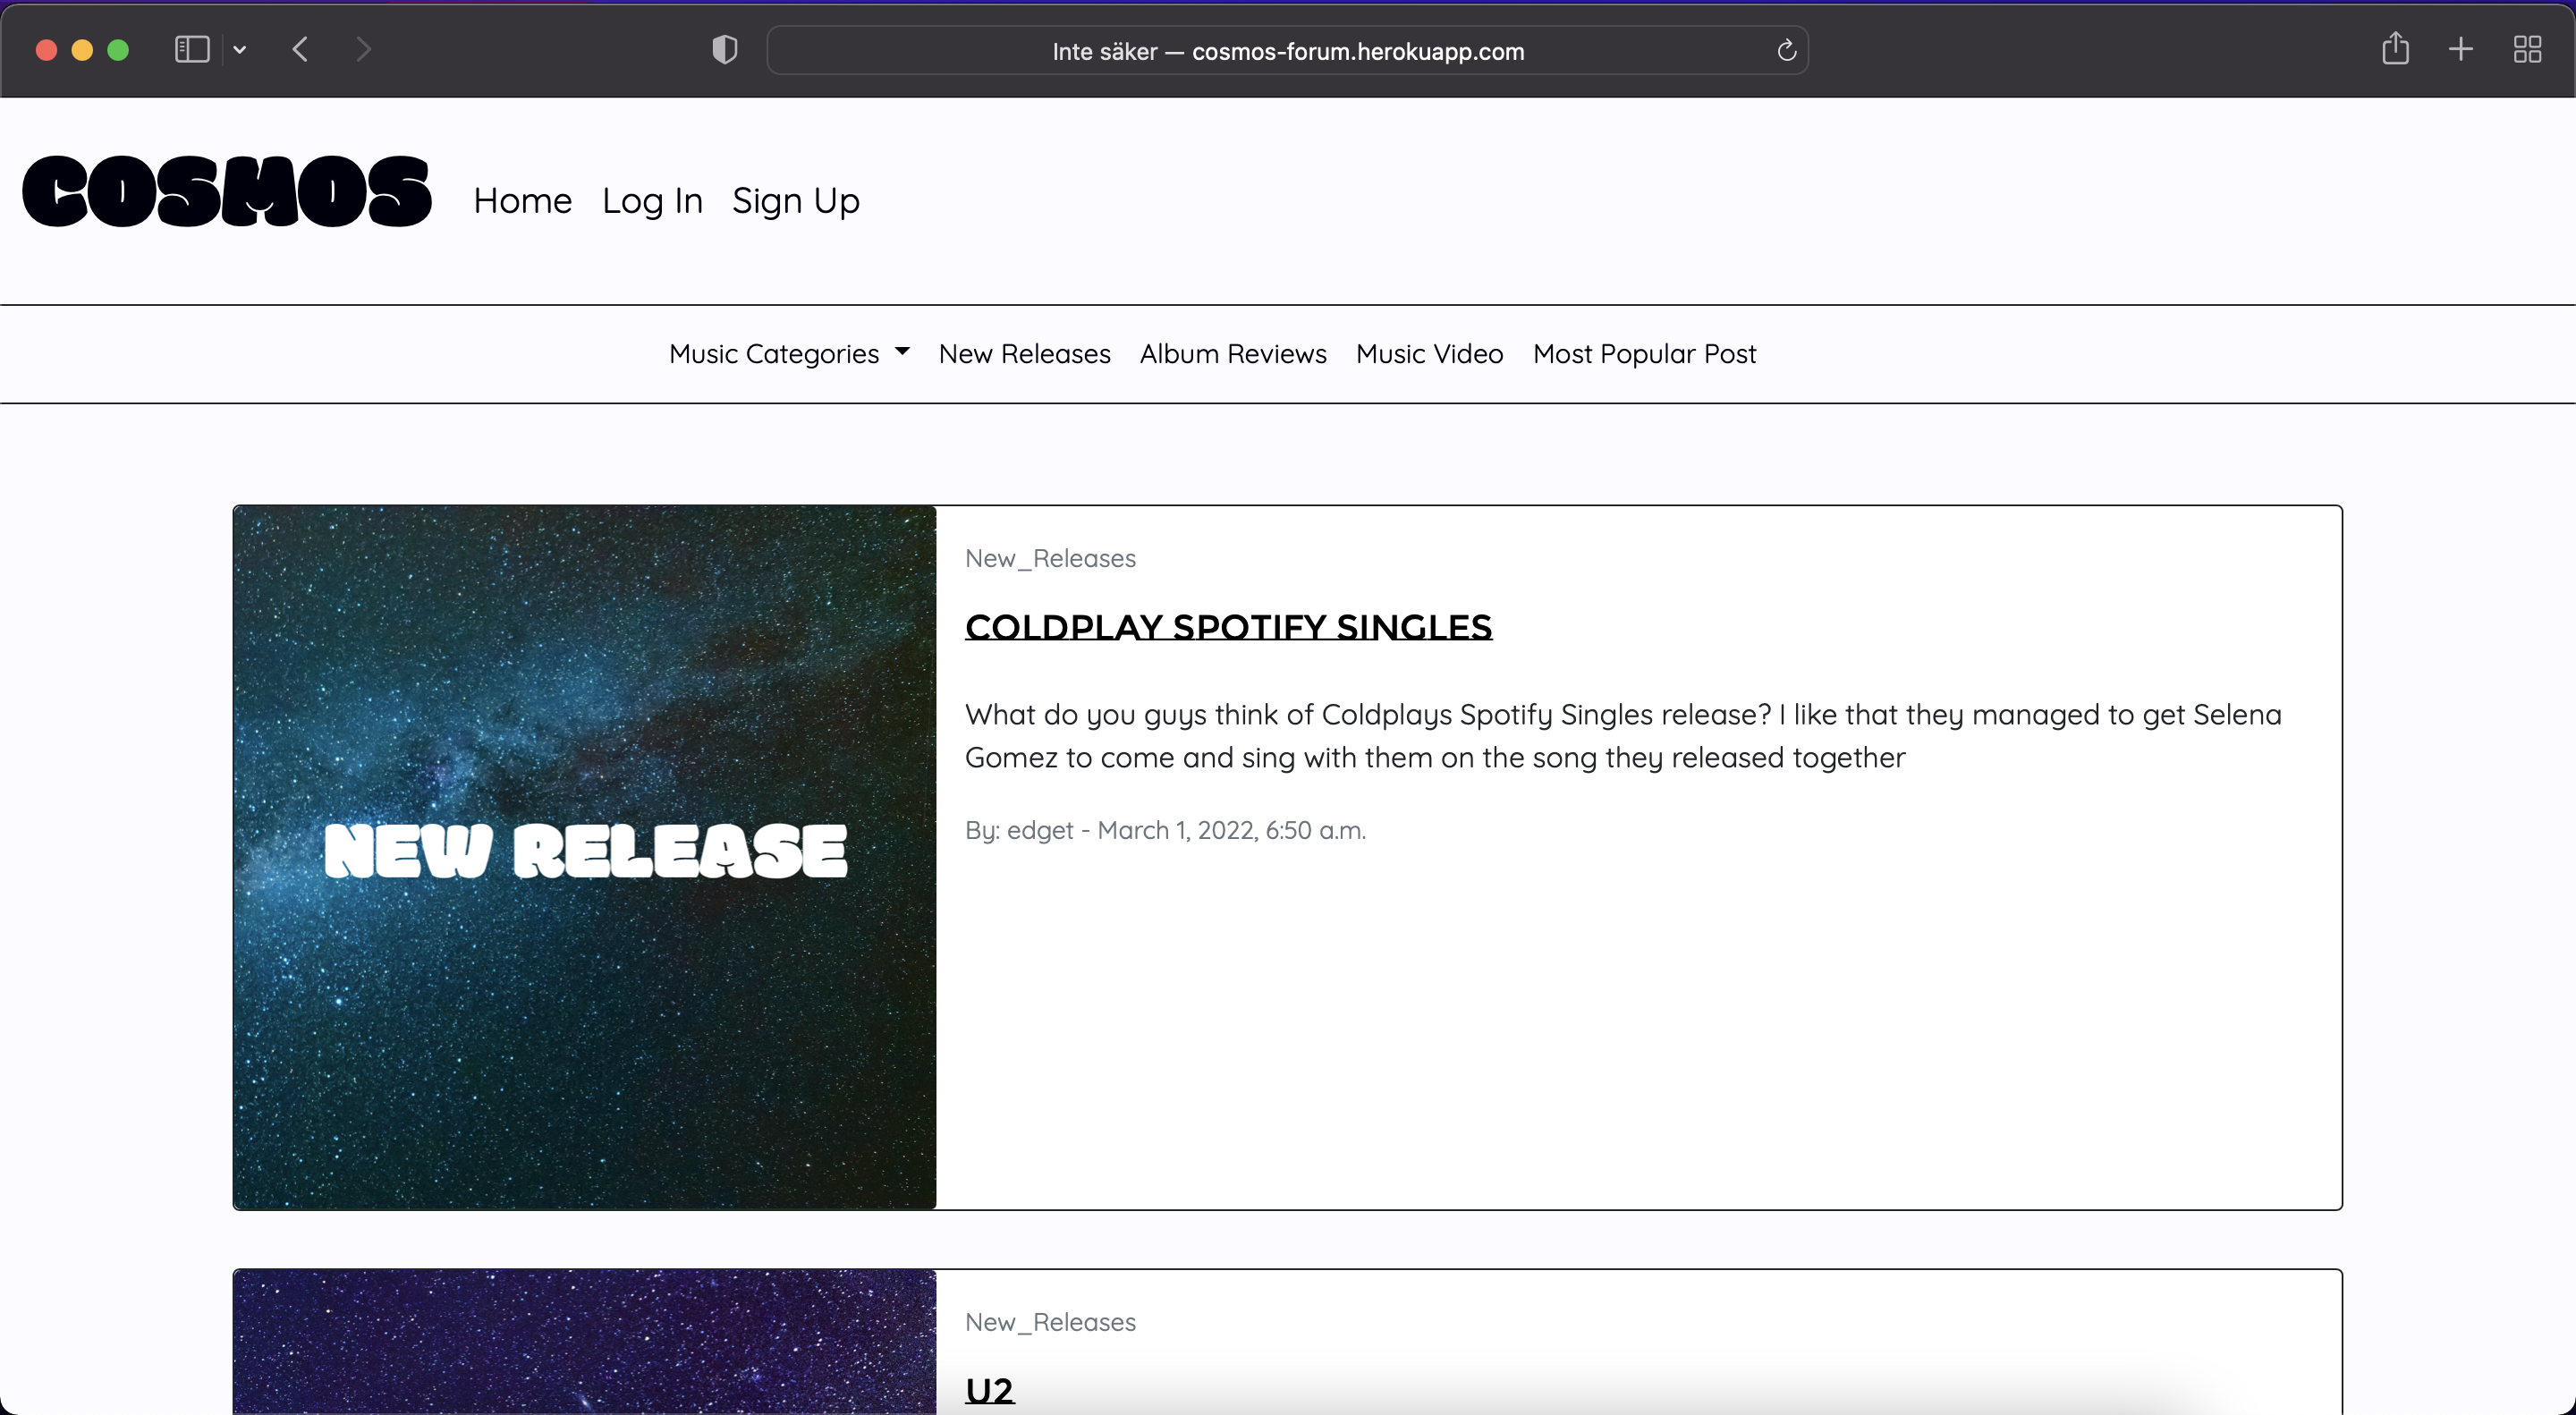 Inte säker — cosmos-forum.herokuapp.com
COSMOS Home Log In Sign Up
Music Categories New Releases Album Reviews Music Video Most Popular Post
New_Releases
COLDPLAY SPOTIFY SINGLES
What do you guys think of Coldplays Spotify Singles release? I like that they managed to get Selena
Gomez to come and sing with them on the song they released together
NEW RELEASE
By: edget - March 1, 2022, 6:50 a.m.
New_Releases
U2